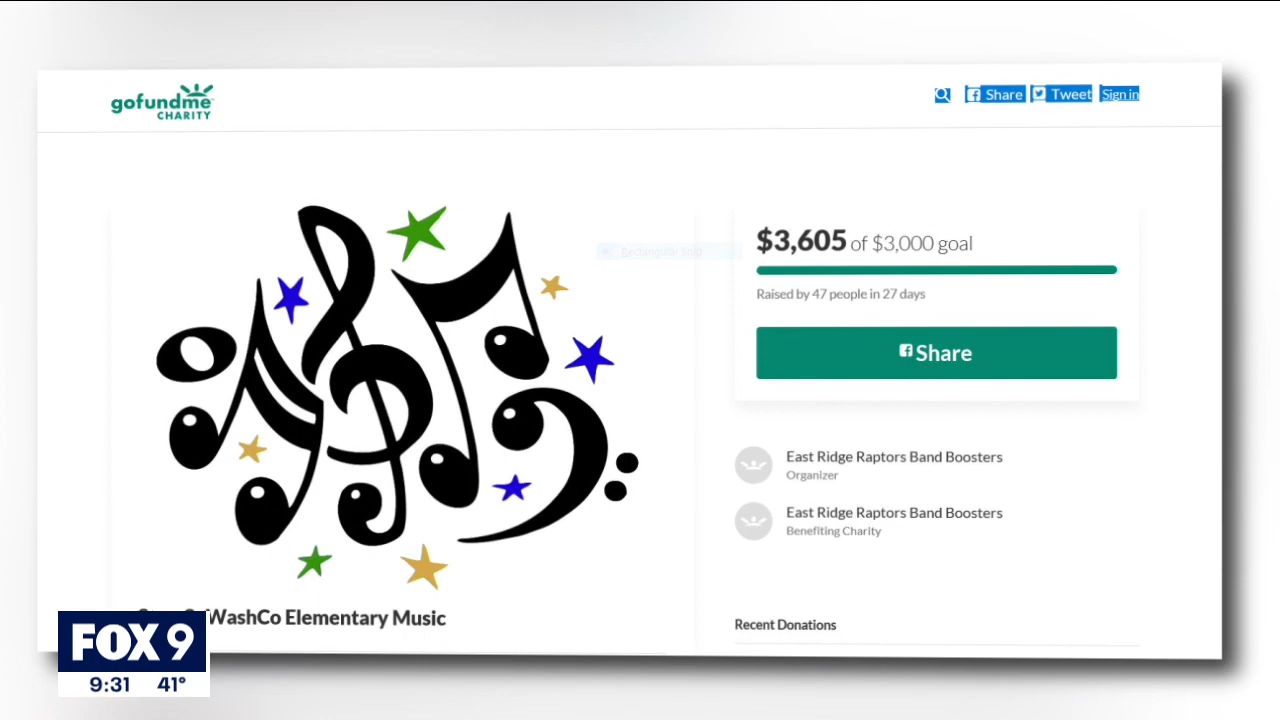 gofundme
CHARITY
Share
Tweet
Sign in
Rectangular Snip
$3,605 of $3,000 goal
Raised by 47 people in 27 days
Share
East Ridge Raptors Band Boosters
Organizer
East Ridge Raptors Band Boosters
Benefiting Charity
WashCo Elementary Music
Recent Donations
FOX 9
9:31 41°